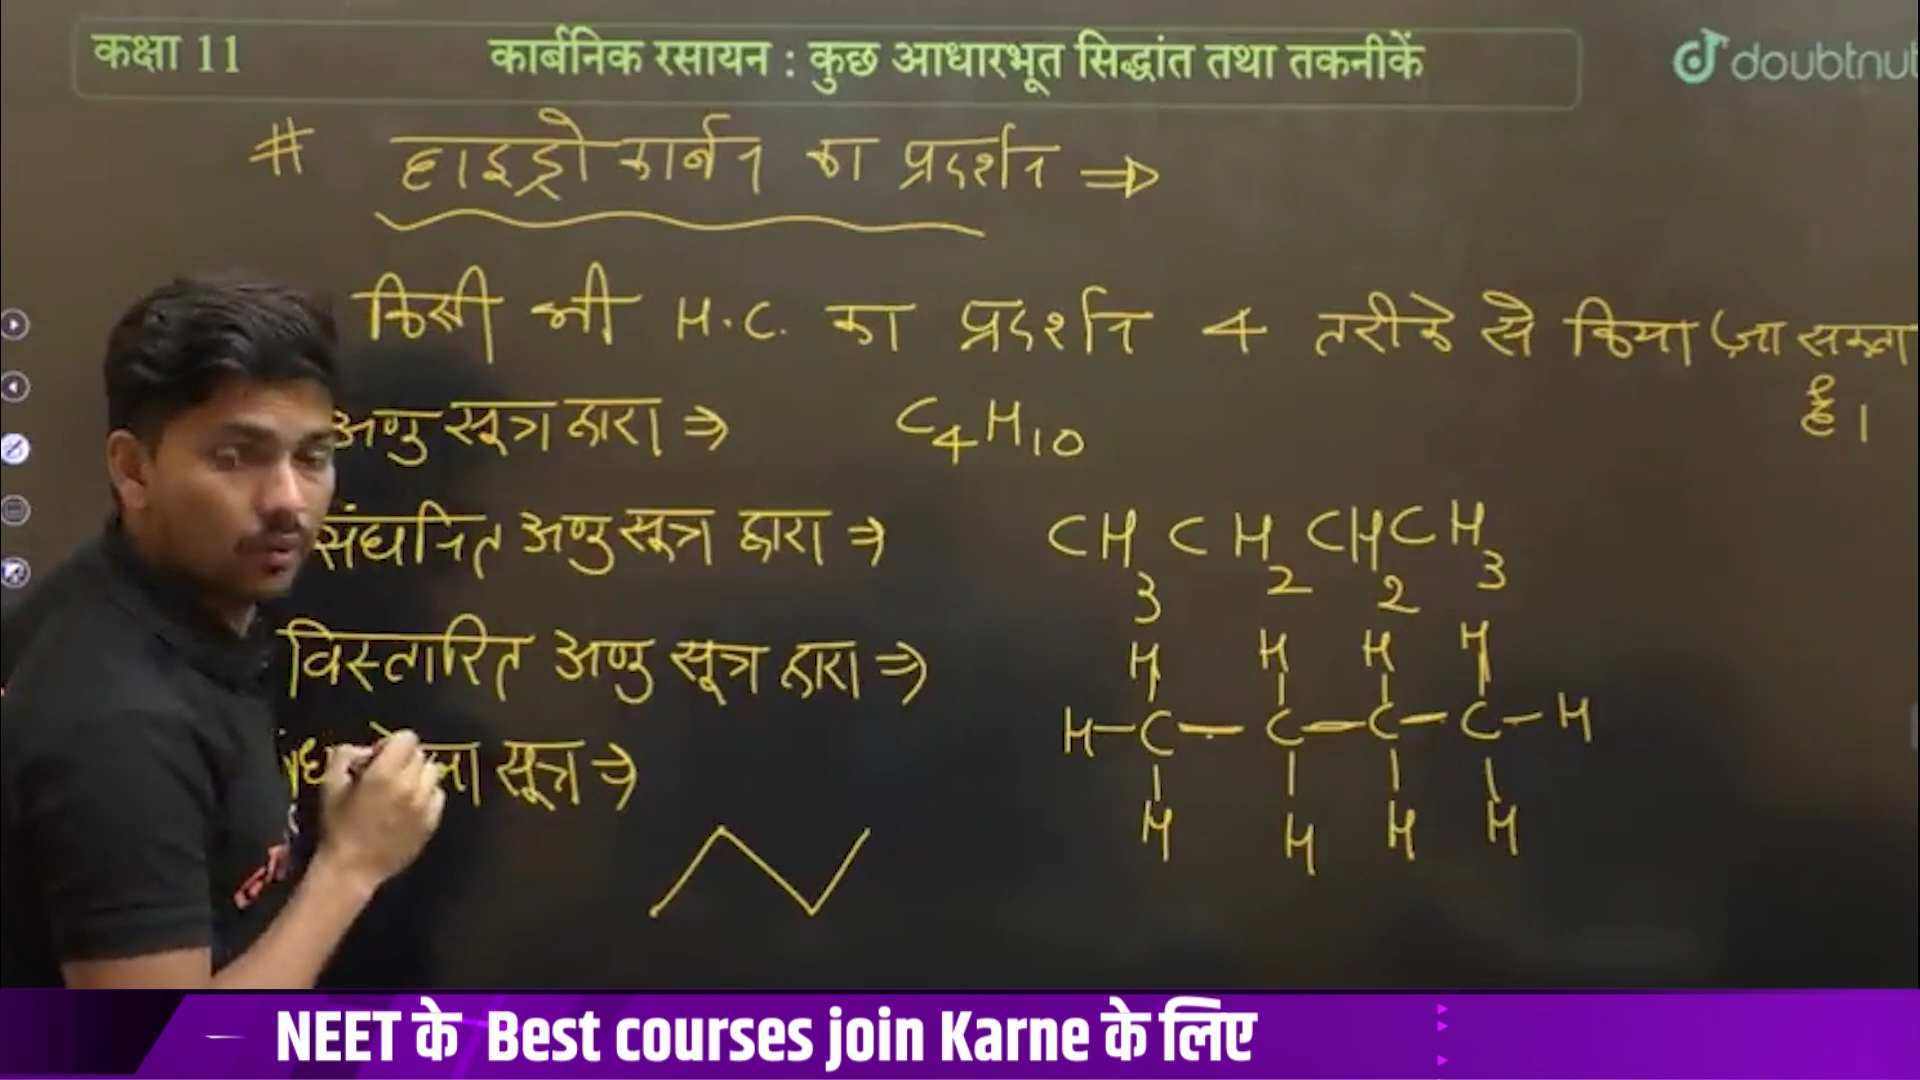 कक्षा 11
कार्बनिक रसायन : कुछ आधारभूत सिद्धांत तथा तकनीकें
doubtnut
# हाइड्रोकार्बन का प्रदर्शन ⇒
किसी भी H.C. का प्रदर्शन 4 तरीके से किया जा सकता
है।
अणु सूत्र द्वारा ⇒ C₄H₁₀
संघनित अणु सूत्र द्वारा ⇒ CH₃CH₂CH₂CH₃
विस्तारित अणु सूत्र द्वारा ⇒
H H H H
H-C-C-C-C-H
H H H H
सूत्र ⇒
NEET के Best courses join Karne के लिए